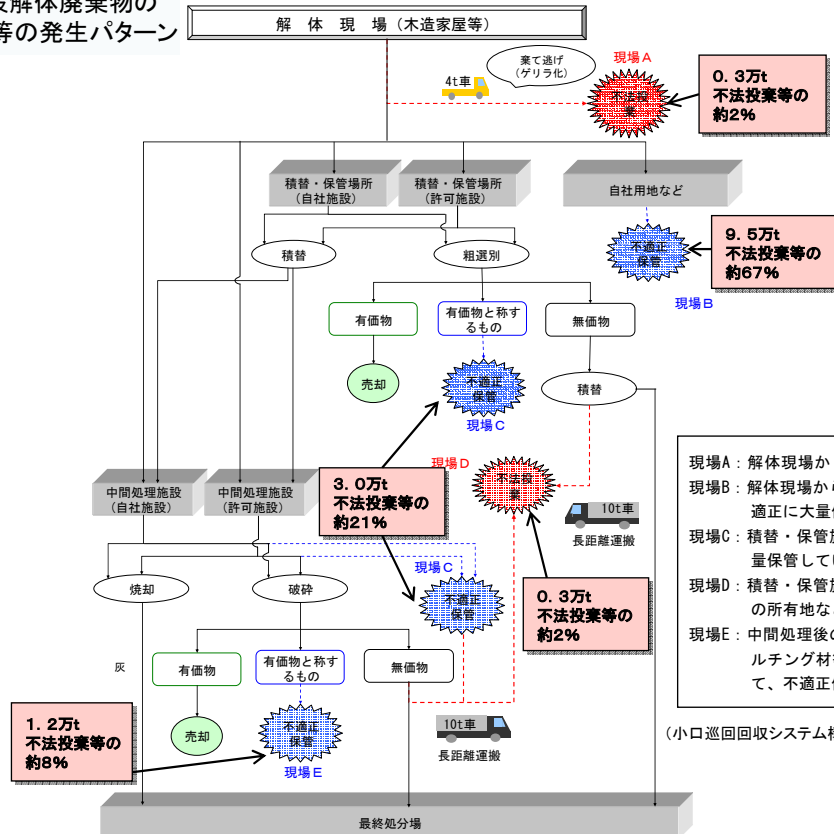 設解体廃棄物の
等の発生パターン
解 体 現 場（木造家屋等）
棄て逃げ
（ゲリラ化）
4t車
現場A
不法投
棄
0．3万t
不法投棄等の
約2%
積替・保管場所
（自社施設）
積替・保管場所
（許可施設）
自社用地など
積替
粗選別
不適正
保管
9．5万t
不法投棄等の
約67%
現場B
有価物
有価物と称す
るもの
無価物
売却
不適正
保管
積替
現場C
現場D
中間処理施設
（自社施設）
中間処理施設
（許可施設）
3．0万t
不法投棄等の
約21%
不法投
棄
10t車
長距離運搬
現場A：解体現場か
現場B：解体現場から
適正に大量
現場C：積替・保管施
量保管してい
現場D：積替・保管施
の所有地な
現場E：中間処理後の
ルチング材
て、不適正
焼却
破砕
現場C
不適正
保管
0．3万t
不法投棄等の
約2%
灰
有価物
有価物と称す
るもの
無価物
売却
不適正
保管
現場E
1．2万t
不法投棄等の
約8%
10t車
長距離運搬
（小口巡回回収システム
最終処分場